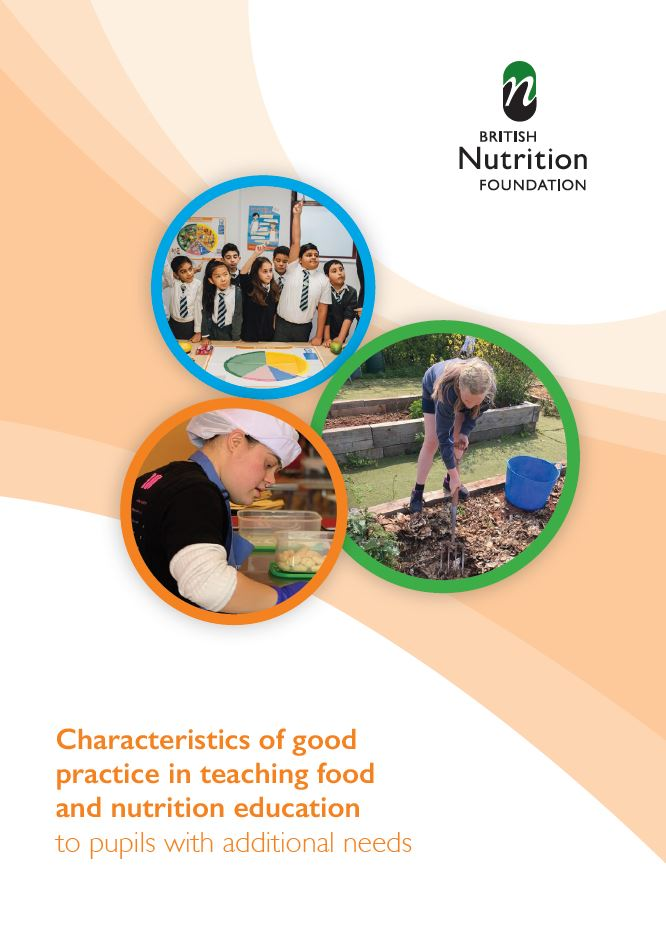 BRITISH
Nutrition
FOUNDATION
Characteristics of good
practice in teaching food
and nutrition education
to pupils with additional needs